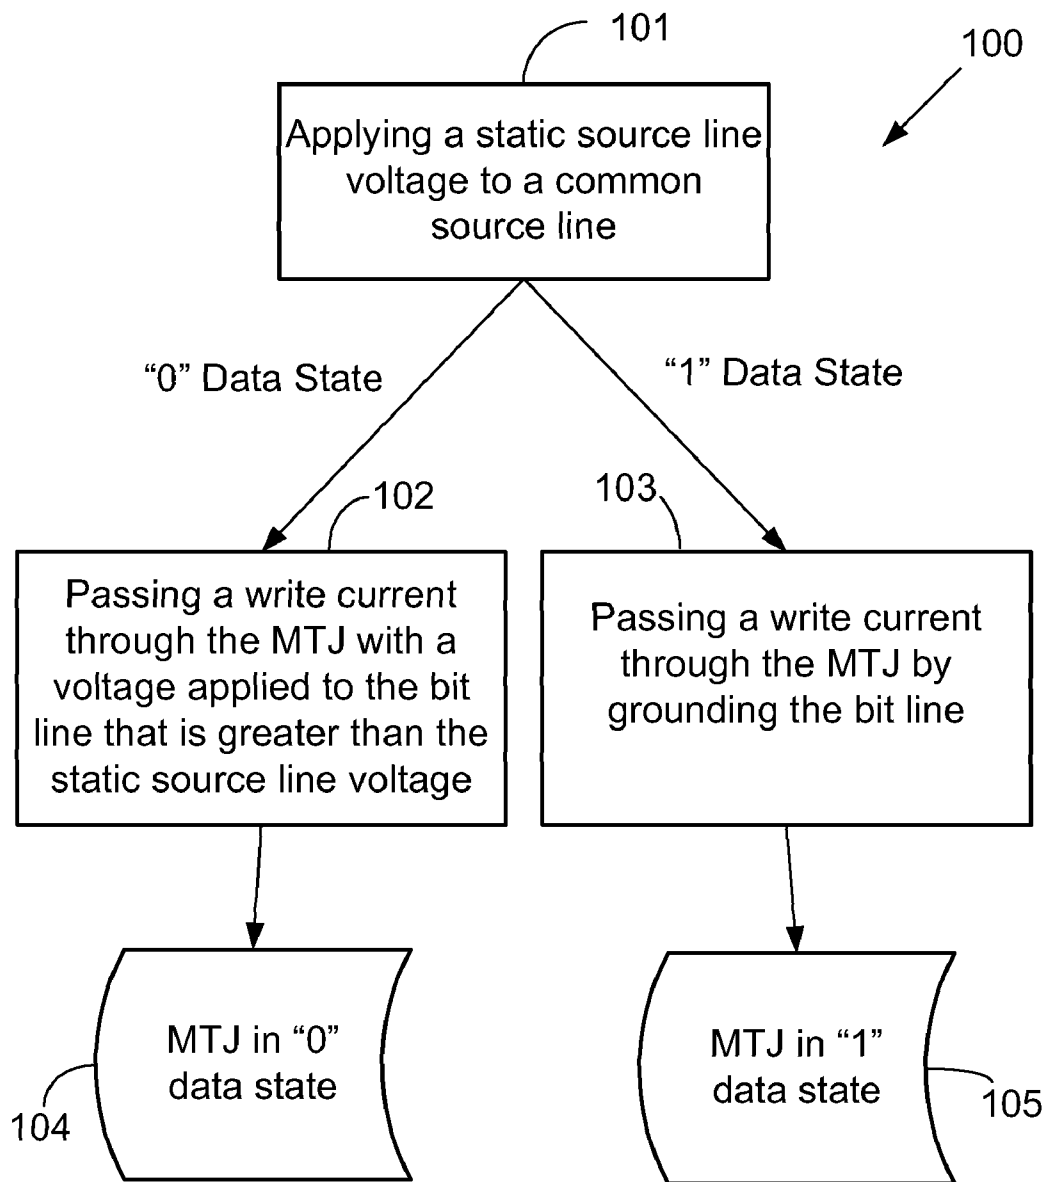 101
100
Applying a static source line
voltage to a common
source line
“0” Data State
“1” Data State
102
103
Passing a write current
through the MTJ with a
voltage applied to the bit
line that is greater than the
static source line voltage
Passing a write current
through the MTJ by
grounding the bit line
MTJ in “0”
data state
104
MTJ in “1”
data state
105